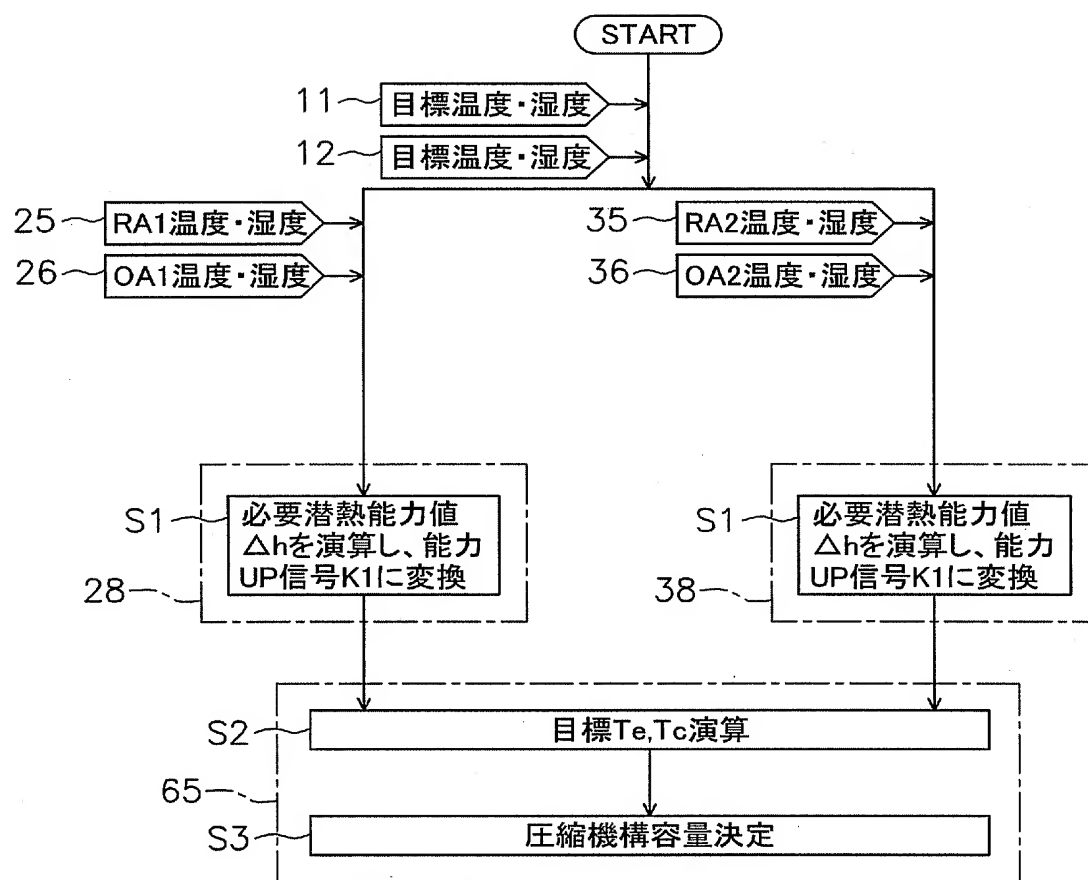 START
11 目標温度・湿度
12 目標温度・湿度
25 RA1温度・湿度
35 RA2温度・湿度
26 OA1温度・湿度
36 OA2温度・湿度
S1
必要潜熱能力値
△hを演算し、能力
UP信号K1に変換
28
S1
必要潜熱能力値
△hを演算し、能力
UP信号K1に変換
38
S2 目標Te,Tc演算
65
S3 圧縮機構容量決定